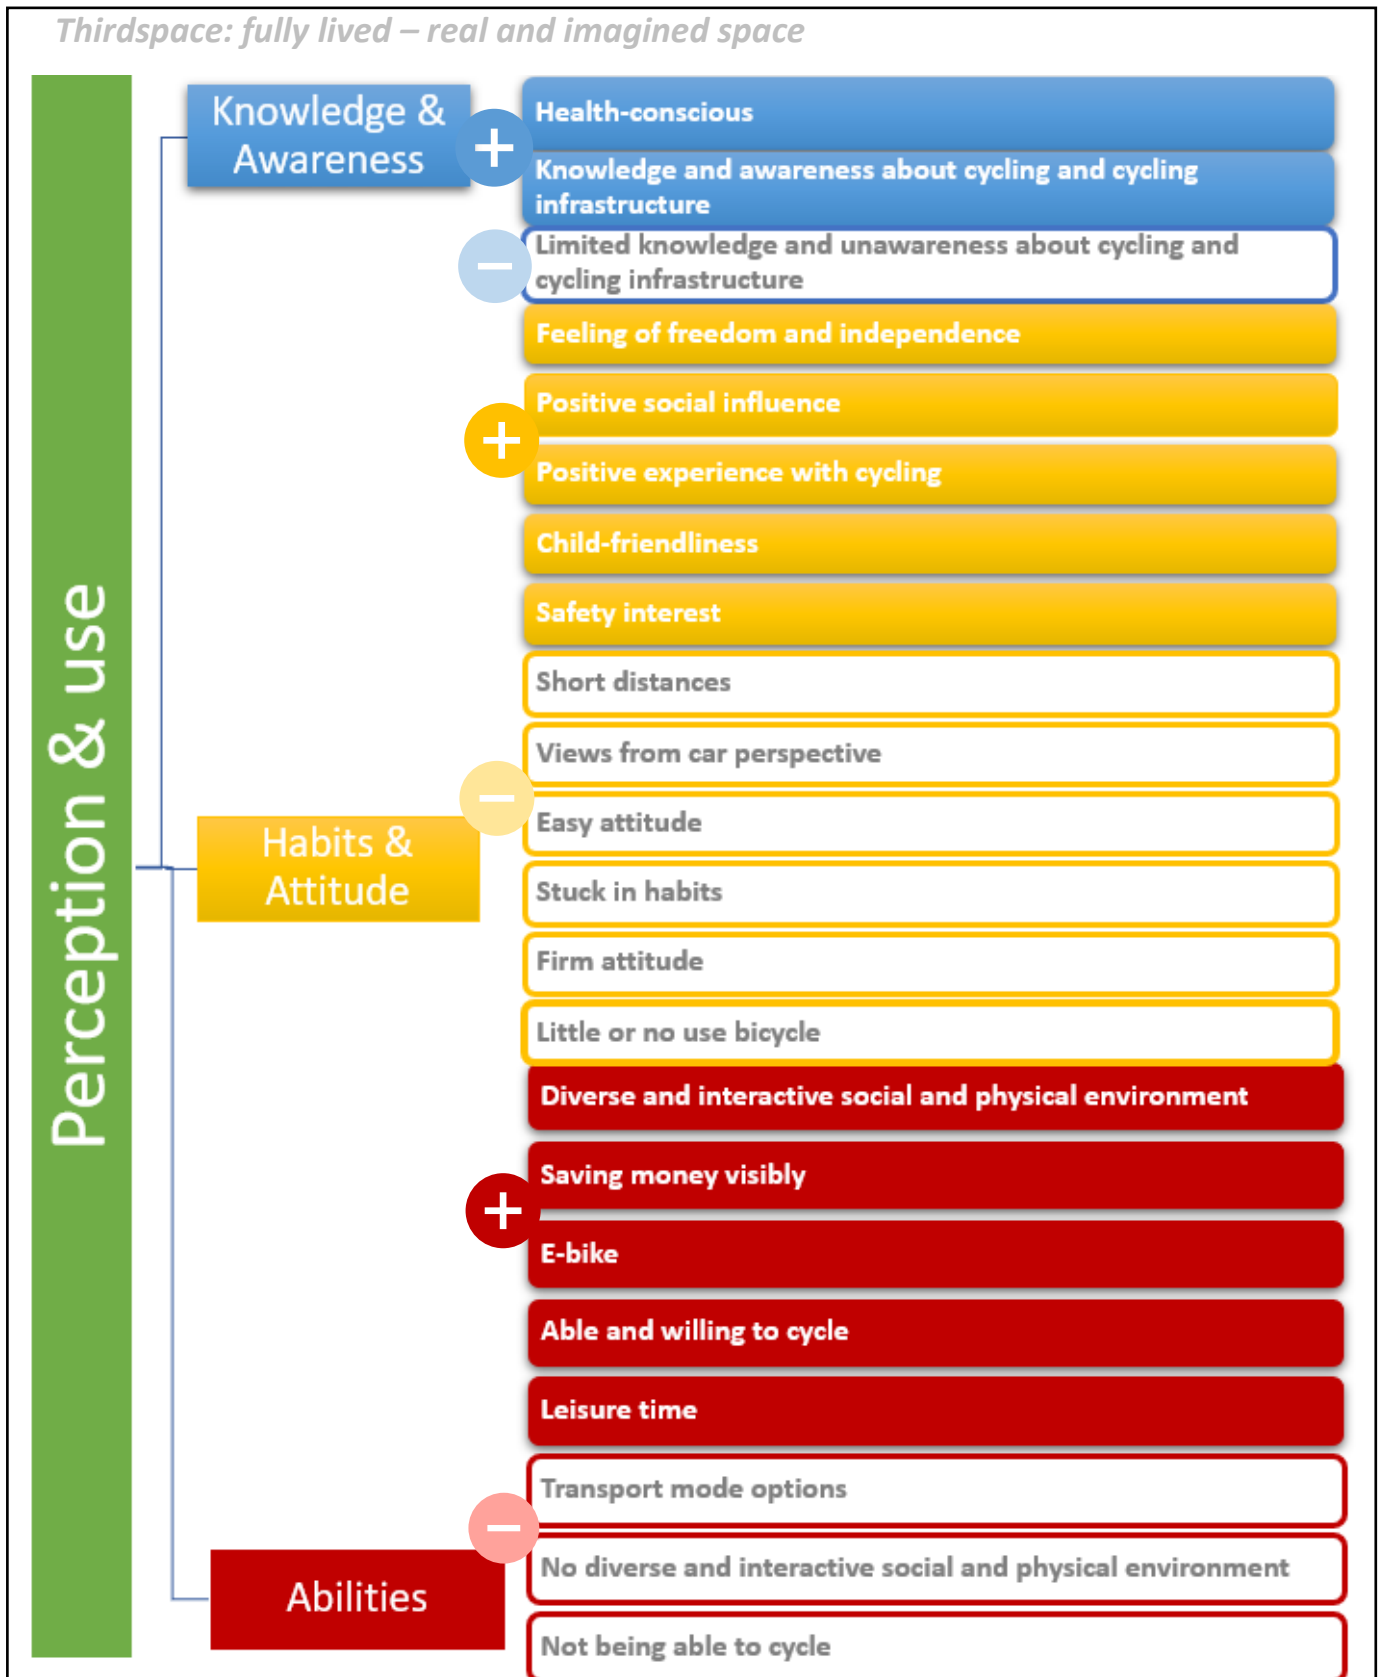 Thirdspace: fully lived – real and imagined space
Perception & use
Knowledge &
Awareness
+
Health-conscious
Knowledge and awareness about cycling and cycling
infrastructure
−
Limited knowledge and unawareness about cycling and
cycling infrastructure
Habits &
Attitude
+
Feeling of freedom and independence
Positive social influence
Positive experience with cycling
Child-friendliness
Safety interest
−
Short distances
Views from car perspective
Easy attitude
Stuck in habits
Firm attitude
Little or no use bicycle
Abilities
+
Diverse and interactive social and physical environment
Saving money visibly
E-bike
Able and willing to cycle
Leisure time
−
Transport mode options
No diverse and interactive social and physical environment
Not being able to cycle